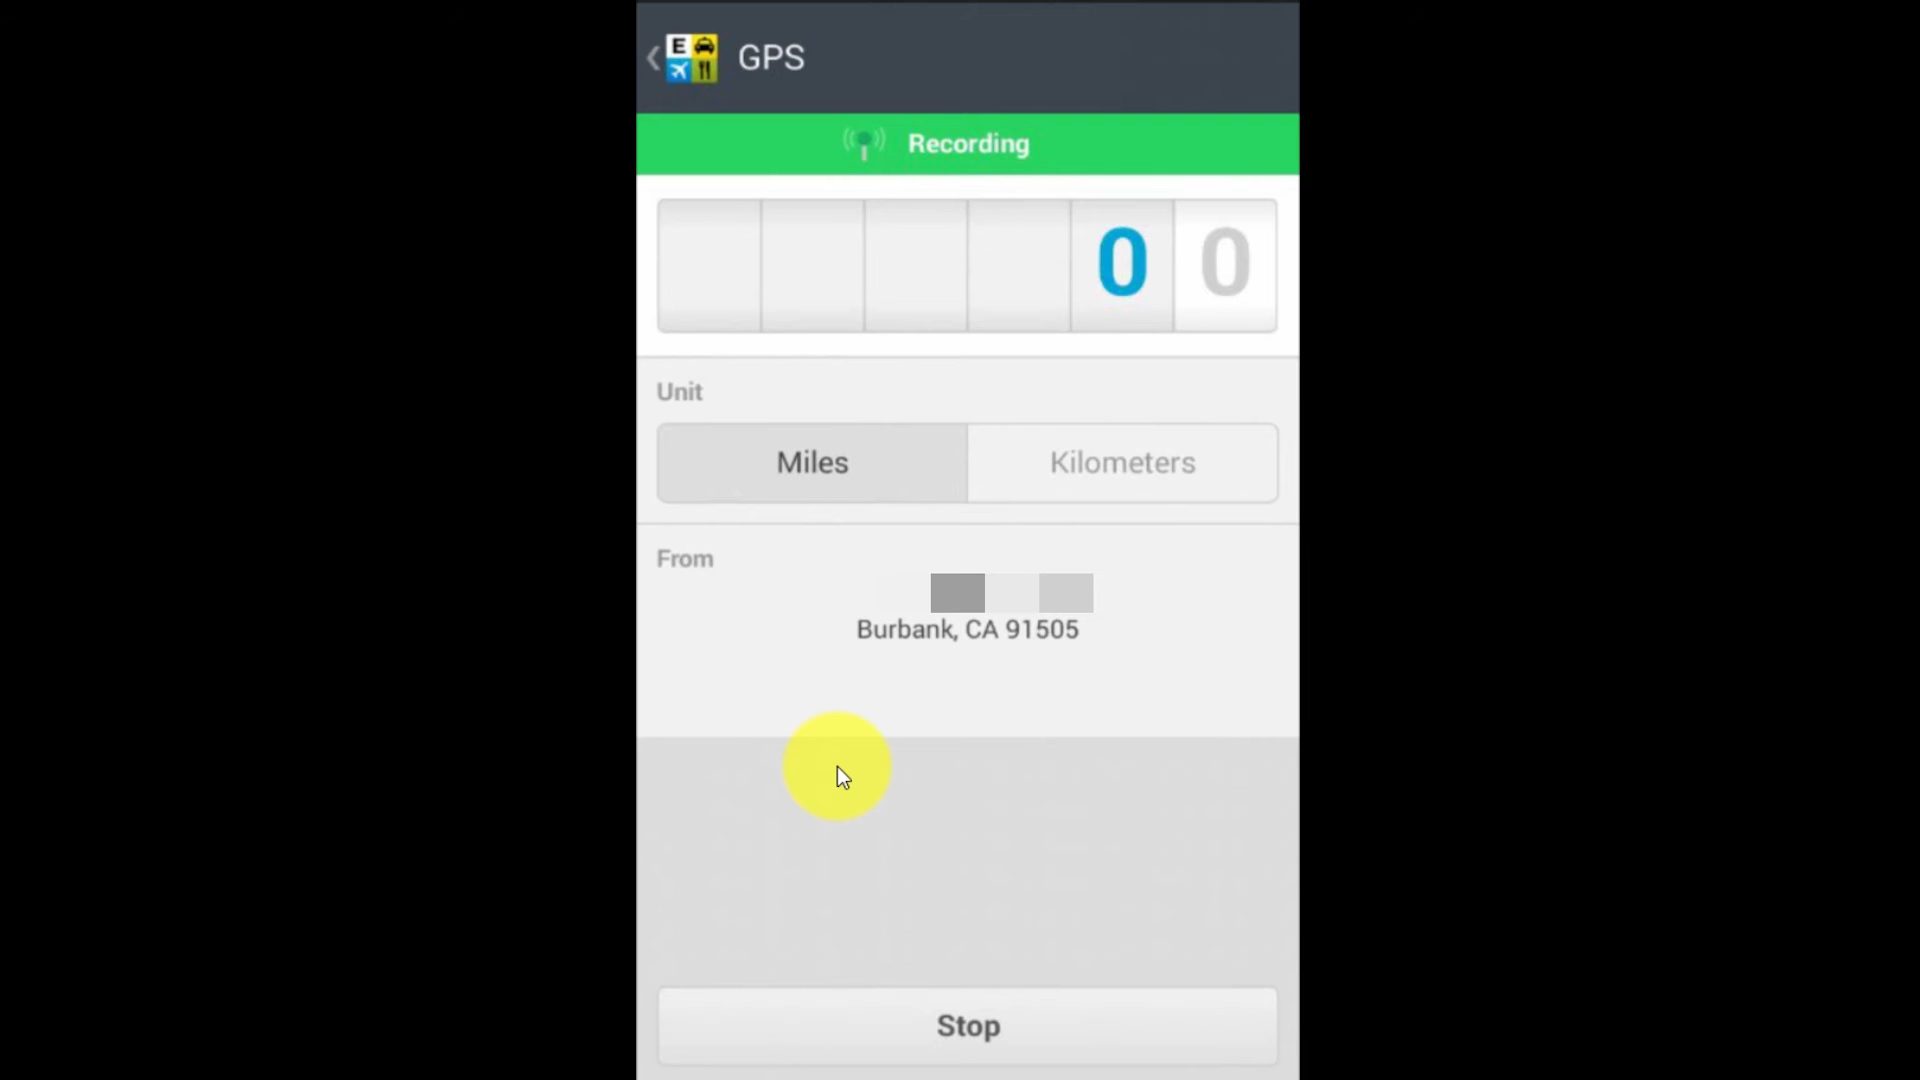 E
GPS
Recording
0 0
Unit
Miles Kilometers
From
Burbank, CA 91505
Stop